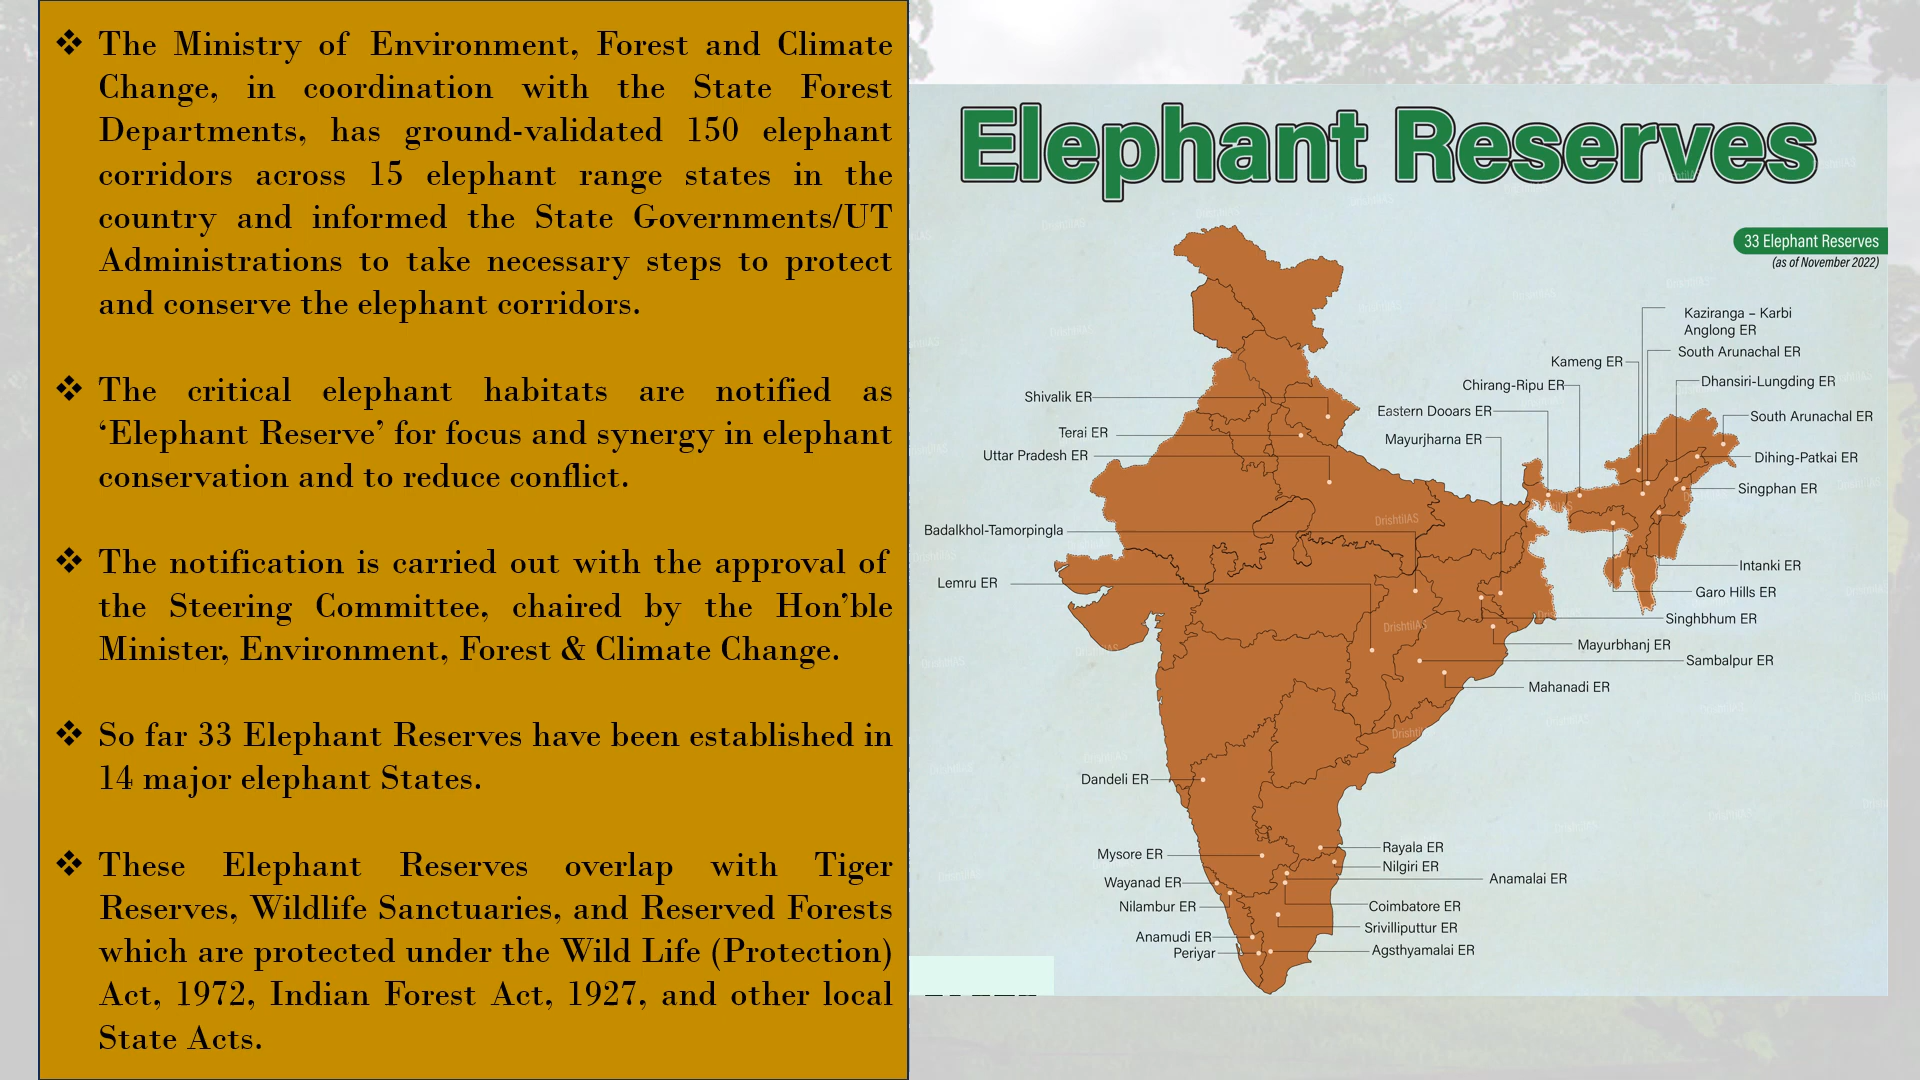 ❖ The Ministry of Environment, Forest and Climate
Change, in coordination with the State Forest
Departments, has ground-validated 150 elephant
corridors across 15 elephant range states in the
country and informed the State Governments/UT
Administrations to take necessary steps to protect
and conserve the elephant corridors.
❖ The critical elephant habitats are notified as
‘Elephant Reserve’ for focus and synergy in elephant
conservation and to reduce conflict.
❖ The notification is carried out with the approval of
the Steering Committee, chaired by the Hon’ble
Minister, Environment, Forest & Climate Change.
❖ So far 33 Elephant Reserves have been established in
14 major elephant States.
❖ These Elephant Reserves overlap with Tiger
Reserves, Wildlife Sanctuaries, and Reserved Forests
which are protected under the Wild Life (Protection)
Act, 1972, Indian Forest Act, 1927, and other local
State Acts.
Elephant Reserves
33 Elephant Reserves
(as of November 2022)
Kaziranga – Karbi
Anglong ER
South Arunachal ER
Kameng ER
Dhansiri-Lungding ER
Chirang-Ripu ER
Shivalik ER
Eastern Dooars ER
South Arunachal ER
Terai ER
Mayurjharna ER
Uttar Pradesh ER
Dihing-Patkai ER
Singphan ER
DrishtiIAS
Badalkhol-Tamorpingla
Intanki ER
Lemru ER
Garo Hills ER
Singhbhum ER
DrishtiIAS
Mayurbhanj ER
Sambalpur ER
Mahanadi ER
Dandeli ER
Rayala ER
Mysore ER
Nilgiri ER
Anamalai ER
Wayanad ER
Nilambur ER
Coimbatore ER
Srivilliputtur ER
Anamudi ER
Periyar
Agsthyamalai ER